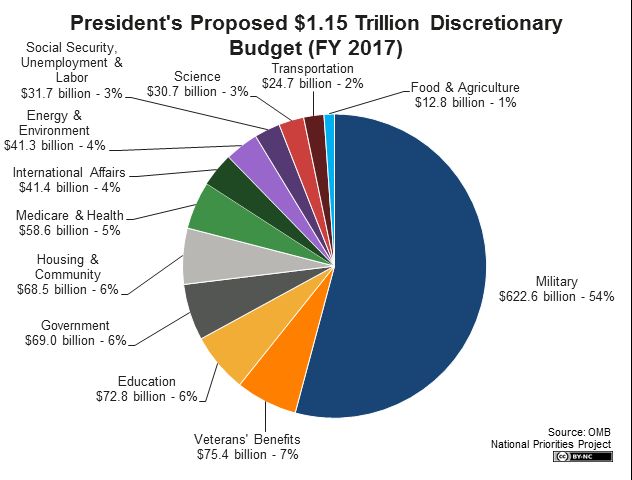 President's Proposed $1.15 Trillion Discretionary
Budget (FY 2017)
Social Security,
Unemployment &
Labor
$31.7 billion - 3%
Science
$30.7 billion - 3%
Transportation
$24.7 billion - 2%
Food & Agriculture
$12.8 billion - 1%
Energy &
Environment
$41.3 billion - 4%
International Affairs
$41.4 billion - 4%
Medicare & Health
$58.6 billion - 5%
Housing &
Community
$68.5 billion - 6%
Government
$69.0 billion - 6%
Education
$72.8 billion - 6%
Veterans' Benefits
$75.4 billion - 7%
Military
$622.6 billion - 54%
Source: OMB
National Priorities Project
cc BY-NC